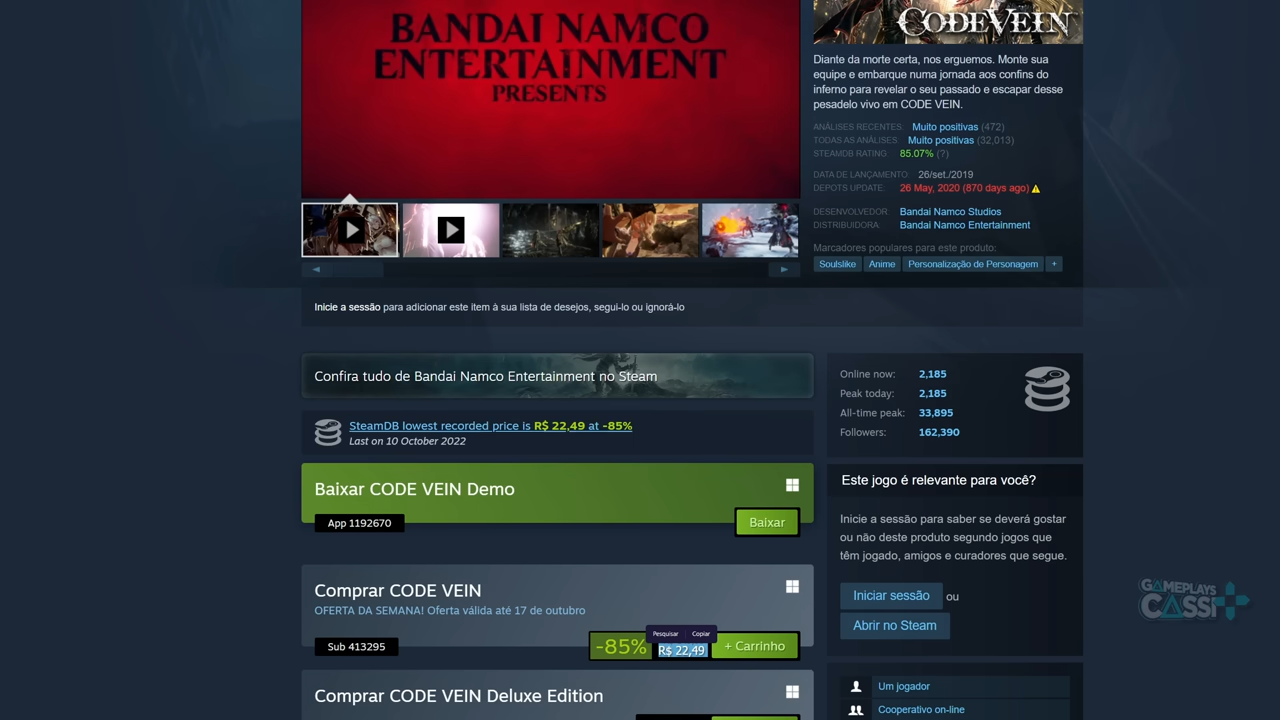 BANDAI NAMCO
ENTERTAINMENT
PRESENTS
CODE VEIN
Diante da morte certa, nos erguemos. Monte sua
equipe e embarque numa jornada aos confins do
inferno para revelar o seu passado e escapar desse
pesadelo vivo em CODE VEIN.
ANÁLISES RECENTES: Muito positivas (472)
TODAS AS ANÁLISES: Muito positivas (32,013)
STEAMDB RATING: 85.07% (?)
DATA DE LANÇAMENTO: 26/set./2019
DEPOTS UPDATE: 26 May, 2020 (870 days ago)
DESENVOLVEDOR: Bandai Namco Studios
DISTRIBUIDORA: Bandai Namco Entertainment
Marcadores populares para este produto:
Soulslike Anime Personalização de Personagem +
Inicie a sessão para adicionar este item à sua lista de desejos, segui-lo ou ignorá-lo
Confira tudo de Bandai Namco Entertainment no Steam
SteamDB lowest recorded price is R$ 22,49 at -85%
Last on 10 October 2022
Baixar CODE VEIN Demo
App 1192670
Baixar
Comprar CODE VEIN
OFERTA DA SEMANA! Oferta válida até 17 de outubro
Pesquisar Copiar
Sub 413295
-85% R$ 22,49 + Carrinho
Comprar CODE VEIN Deluxe Edition
Online now: 2,185
Peak today: 2,185
All-time peak: 33,895
Followers: 162,390
Este jogo é relevante para você?
Inicie a sessão para saber se deverá gostar
ou não deste produto segundo jogos que
têm jogado, amigos e curadores que segue.
Iniciar sessão ou
Abrir no Steam
Um jogador
Cooperativo on-line
GAMEPLAYS
CASSI